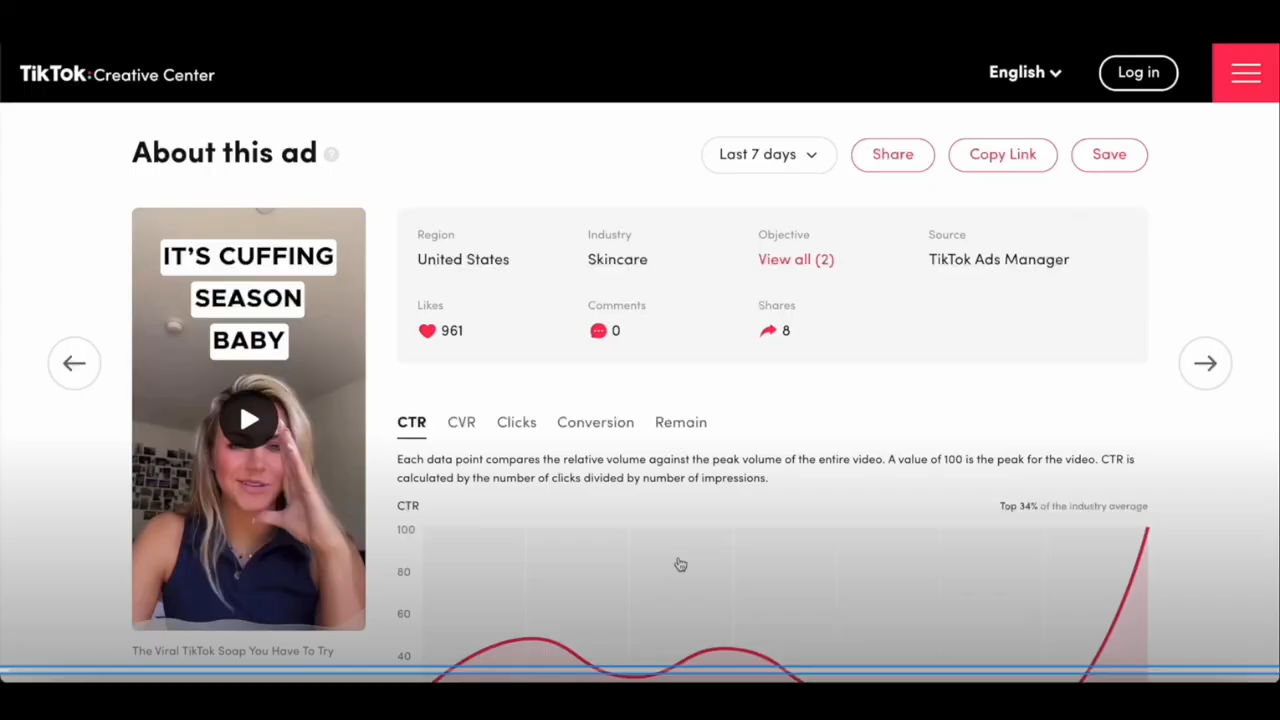 TikTok: Creative Center
English
Log in
About this ad ?
Last 7 days
Share
Copy Link
Save
IT'S CUFFING
SEASON
BABY
Region
Industry
Objective
Source
United States
Skincare
View all (2)
TikTok Ads Manager
Likes
Comments
Shares
961
0
8
CTR
CVR
Clicks
Conversion
Remain
Each data point compares the relative volume against the peak volume of the entire video. A value of 100 is the peak for the video. CTR is
calculated by the number of clicks divided by number of impressions.
CTR
Top 34% of the industry average
100
80
60
40
The Viral TikTok Soap You Have To Try